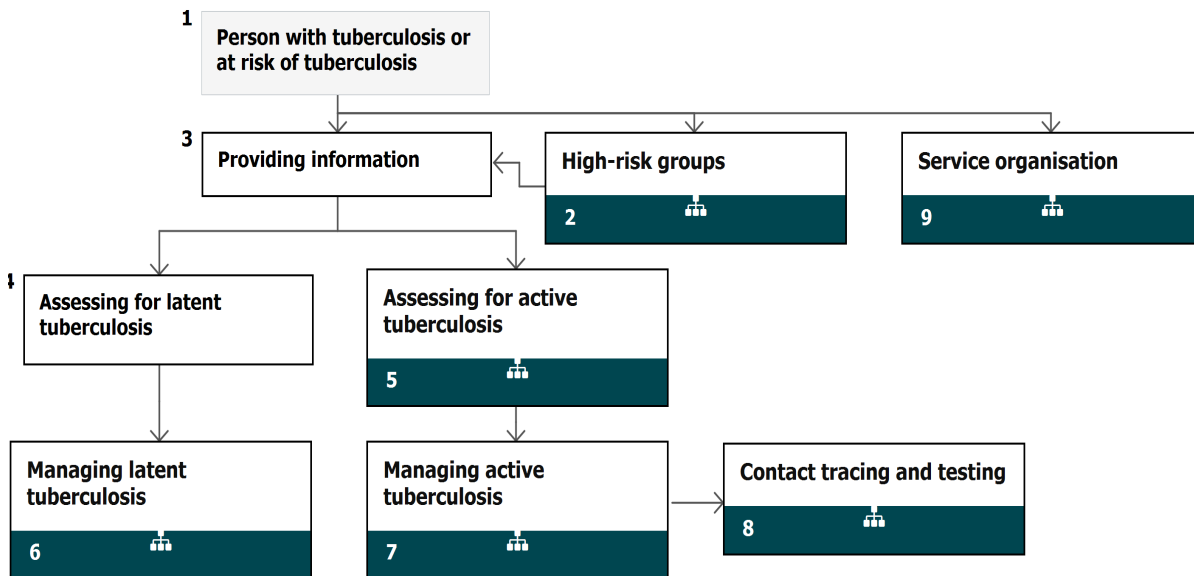 1
Person with tuberculosis or
at risk of tuberculosis
3
Providing information
High-risk groups
2
Service organisation
9
4
Assessing for latent
tuberculosis
Assessing for active
tuberculosis
5
Managing latent
tuberculosis
6
Managing active
tuberculosis
7
Contact tracing and testing
8